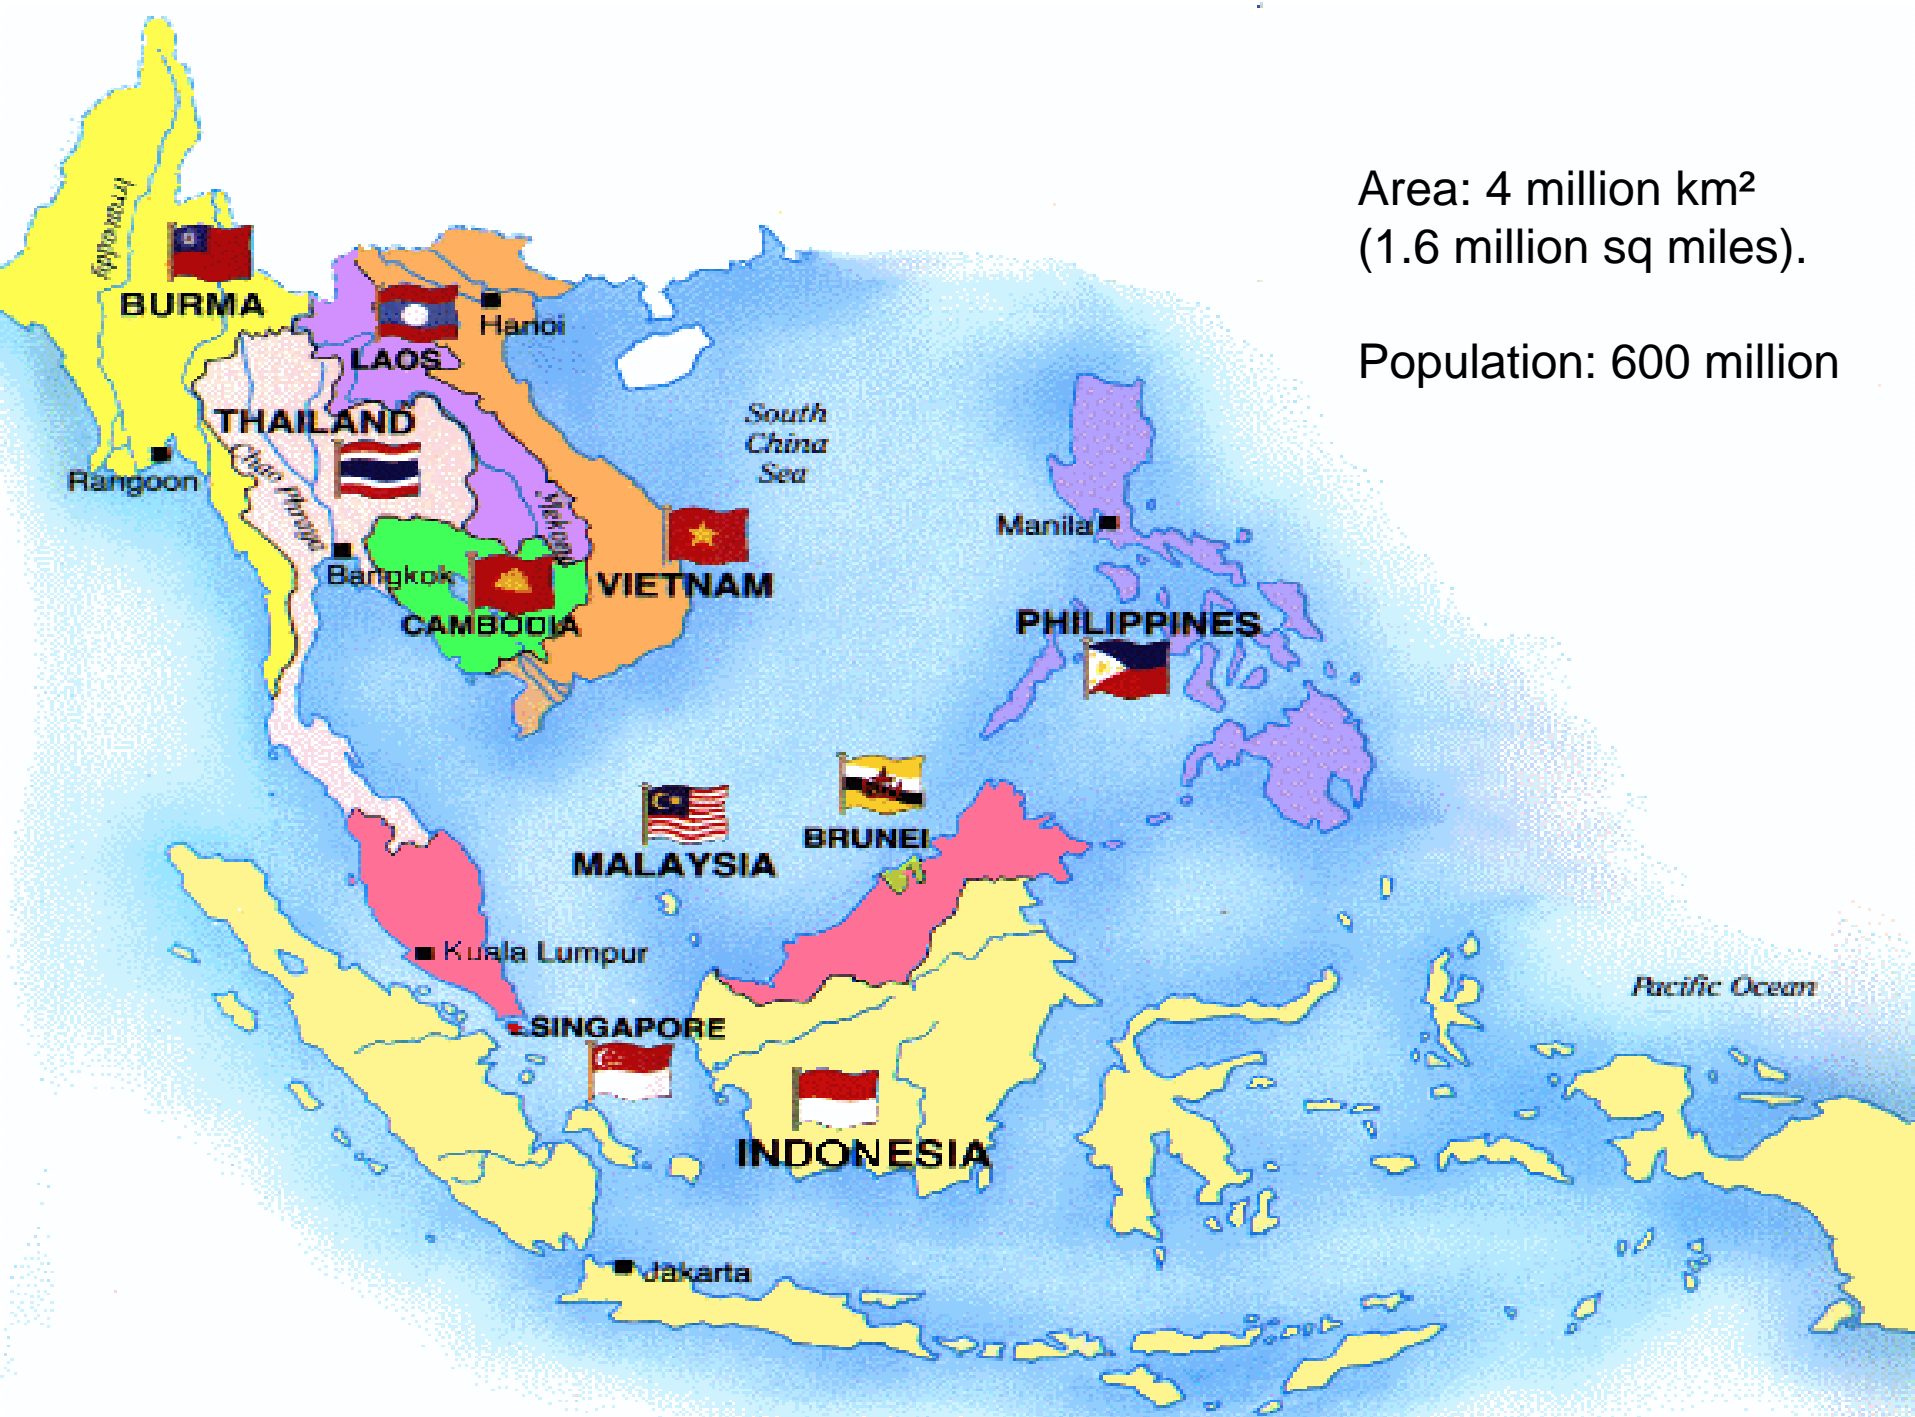 Area: 4 million km²
(1.6 million sq miles).
Population: 600 million
Irrawaddy
BURMA
Hanoi
LAOS
THAILAND
South
China
Sea
Rangoon
Chao Phraya
Mekong
Manila
Bangkok
VIETNAM
CAMBODIA
PHILIPPINES
BRUNEI
MALAYSIA
Kuala Lumpur
Pacific Ocean
SINGAPORE
INDONESIA
Jakarta